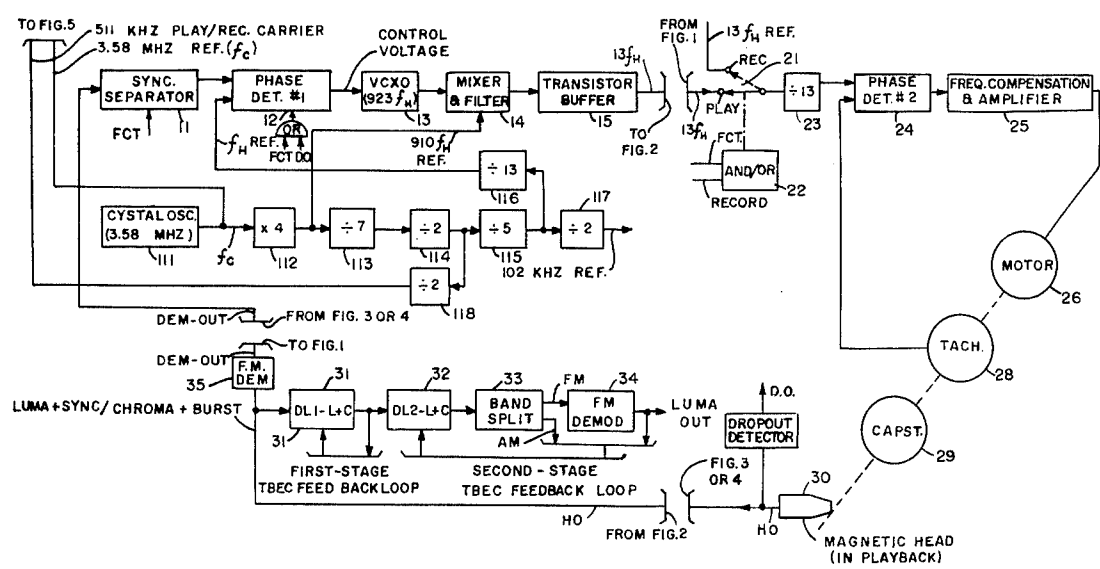 TO FIG.5
511 KHZ PLAY/REC. CARRIER
3.58 MHZ REF.(fC)
CONTROL
VOLTAGE
FROM
FIG.1
13fH REF.
REC.
21
PLAY
SYNC.
SEPARATOR
11
FCT
PHASE
DET. #1
12
OR
FCT
D.O
fH REF.
VCXO
(923 fH)
13
MIXER
& FILTER
14
910fH
REF.
TRANSISTOR
BUFFER
15
13fH
TO
FIG.2
13fH
÷13
23
PHASE
DET.#2
24
FREQ.COMPENSATION
& AMPLIFIER
25
FCT.
AND/OR
22
RECORD
÷ 13
116
CYSTAL OSC.
(3.58 MHZ)
111
fC
x 4
112
÷7
113
÷2
114
÷5
115
÷ 2
117
102 KHZ REF.
÷2
118
MOTOR
26
TACH.
28
CAPST.
29
DEM-OUT
FROM FIG. 3 OR 4
TO FIG.1
DEM-OUT
F.M.
DEM
35
LUMA+SYNC/CHROMA+BURST
31
DL1-L+C
31
FIRST-STAGE
TBEC FEED BACKLOOP
32
DL2-L+C
33
BAND
SPLIT
FM
AM
34
FM
DEMOD
LUMA
OUT
SECOND-STAGE
TBEC FEEDBACK LOOP
D.O.
DROPOUT
DETECTOR
HO
FROM FIG.2
FIG.3
OR 4
HO
30
MAGNETIC HEAD
(IN PLAYBACK)